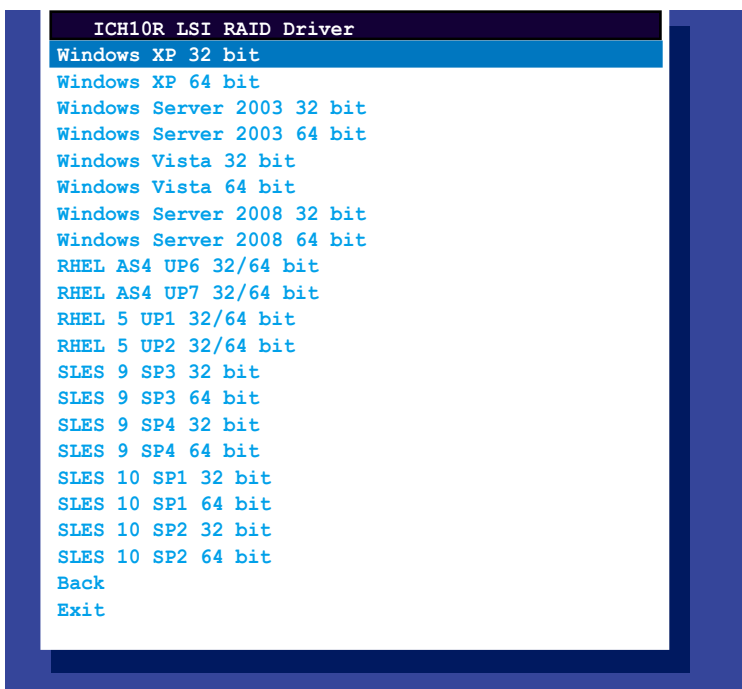 ICH10R LSI RAID Driver
Windows XP 32 bit
Windows XP 64 bit
Windows Server 2003 32 bit
Windows Server 2003 64 bit
Windows Vista 32 bit
Windows Vista 64 bit
Windows Server 2008 32 bit
Windows Server 2008 64 bit
RHEL AS4 UP6 32/64 bit
RHEL AS4 UP7 32/64 bit
RHEL 5 UP1 32/64 bit
RHEL 5 UP2 32/64 bit
SLES 9 SP3 32 bit
SLES 9 SP3 64 bit
SLES 9 SP4 32 bit
SLES 9 SP4 64 bit
SLES 10 SP1 32 bit
SLES 10 SP1 64 bit
SLES 10 SP2 32 bit
SLES 10 SP2 64 bit
Back
Exit